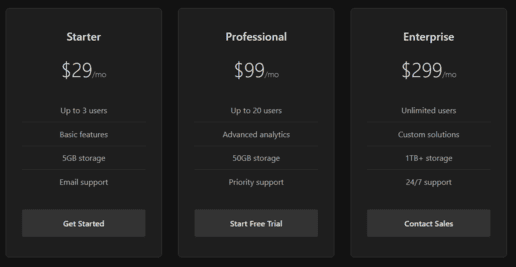 Starter
$29/mo
Up to 3 users
Basic features
5GB storage
Email support
Get Started
Professional
$99/mo
Up to 20 users
Advanced analytics
50GB storage
Priority support
Start Free Trial
Enterprise
$299/mo
Unlimited users
Custom solutions
1TB+ storage
24/7 support
Contact Sales